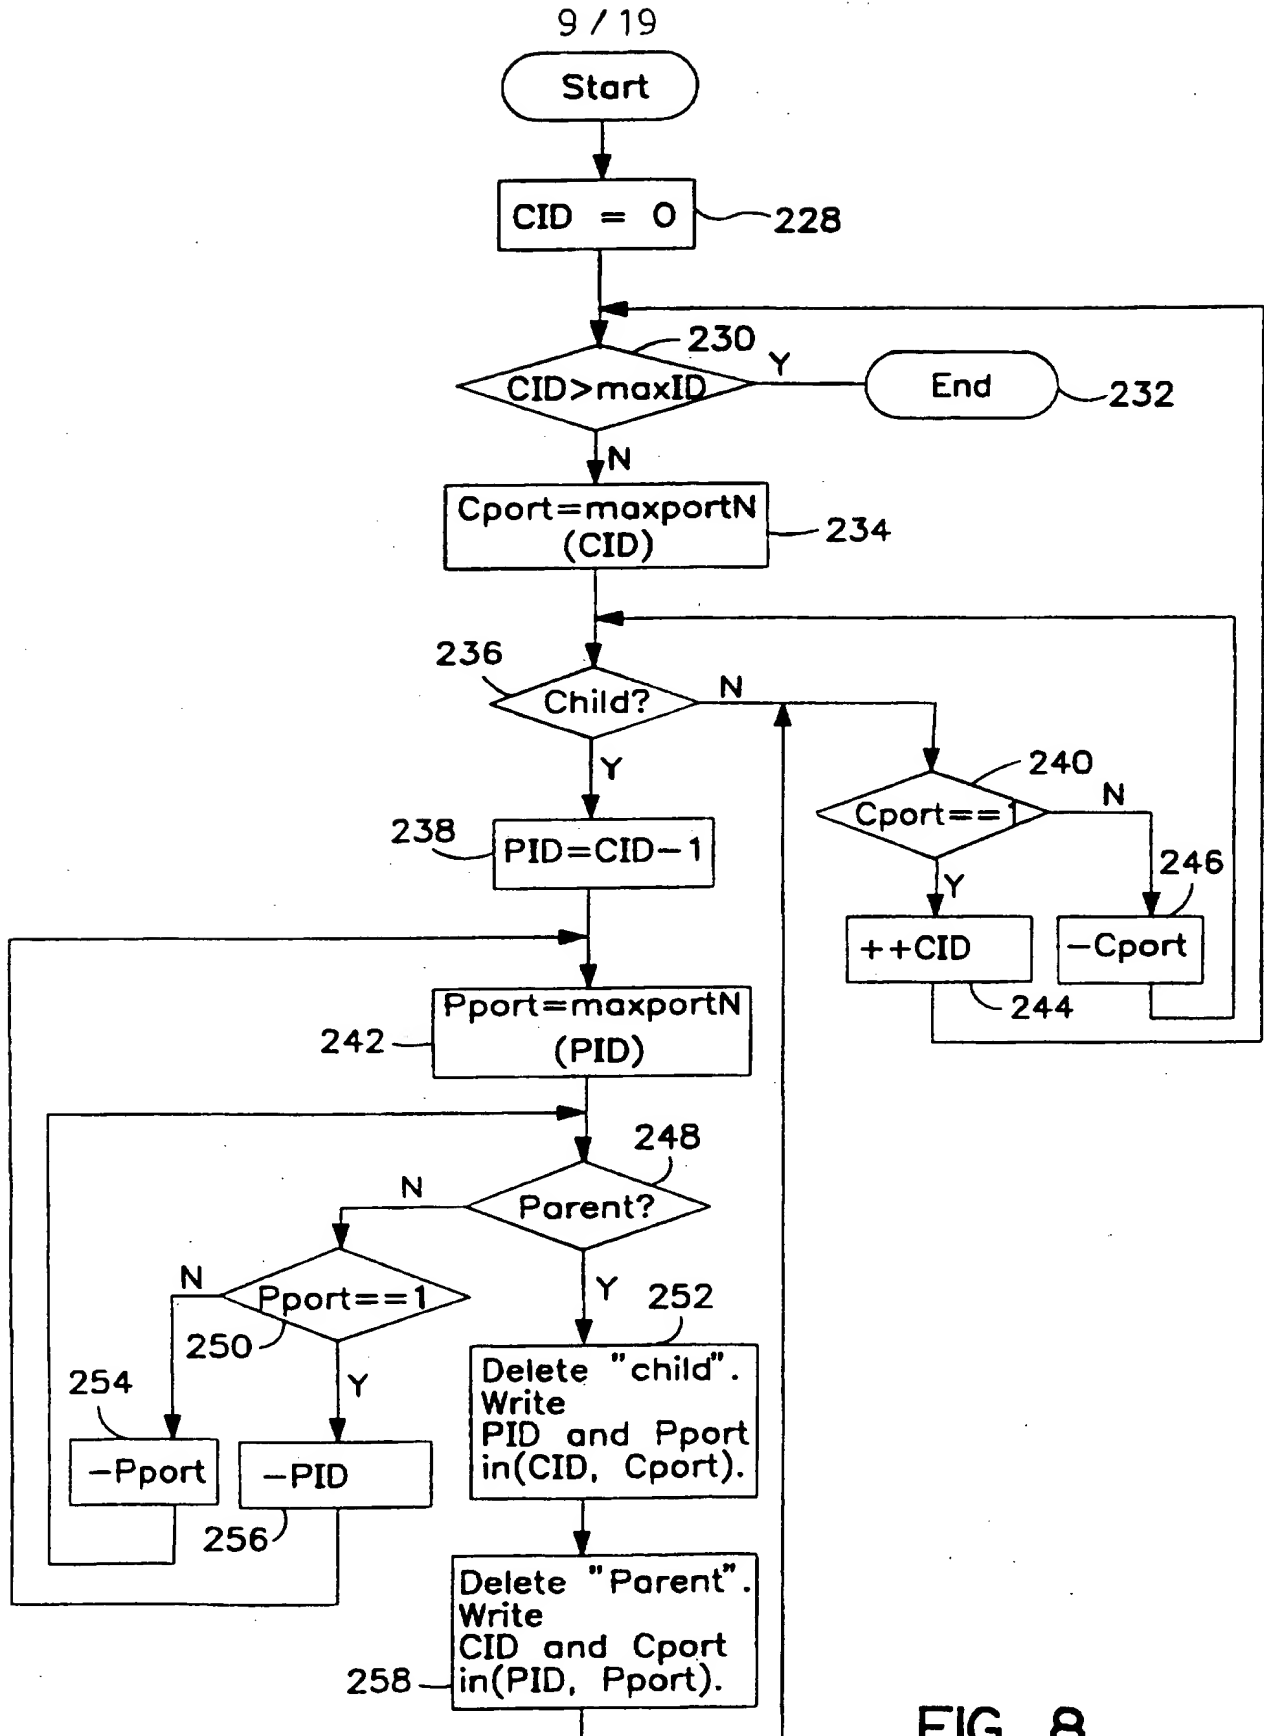 9 / 19
Start
CID = 0
228
230
CID>maxID
Y
End
232
N
Cport=maxportN
(CID)
234
236
Child?
N
Y
240
Cport==1
N
238
PID=CID-1
Y
246
++CID
-Cport
244
Pport=maxportN
(PID)
242
248
Parent?
N
Pport==1
N
250
Y
252
Delete "child".
Write
PID and Pport
in(CID, Cport).
254
Y
-Pport
-PID
256
Delete "Parent".
Write
CID and Cport
in(PID, Pport).
258
FIG. 8